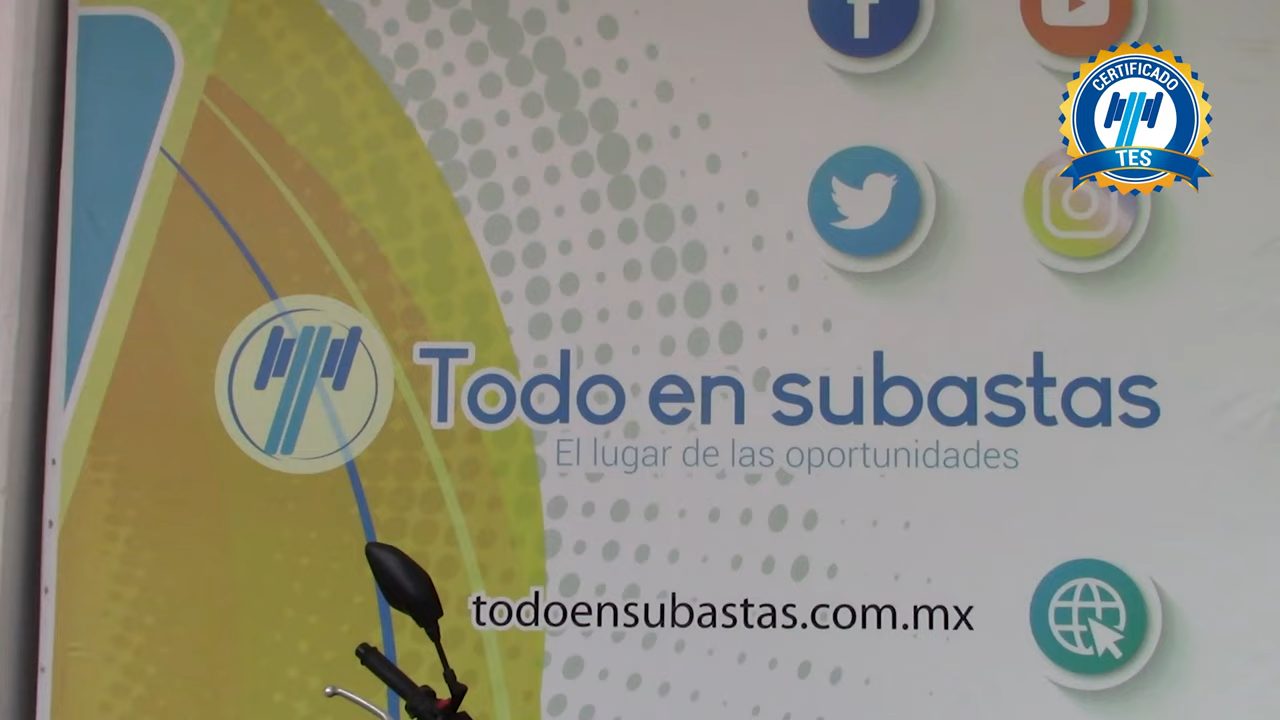 CERTIFICADO
TES
Todo en subastas
El lugar de las oportunidades
todoensubastas.com.mx